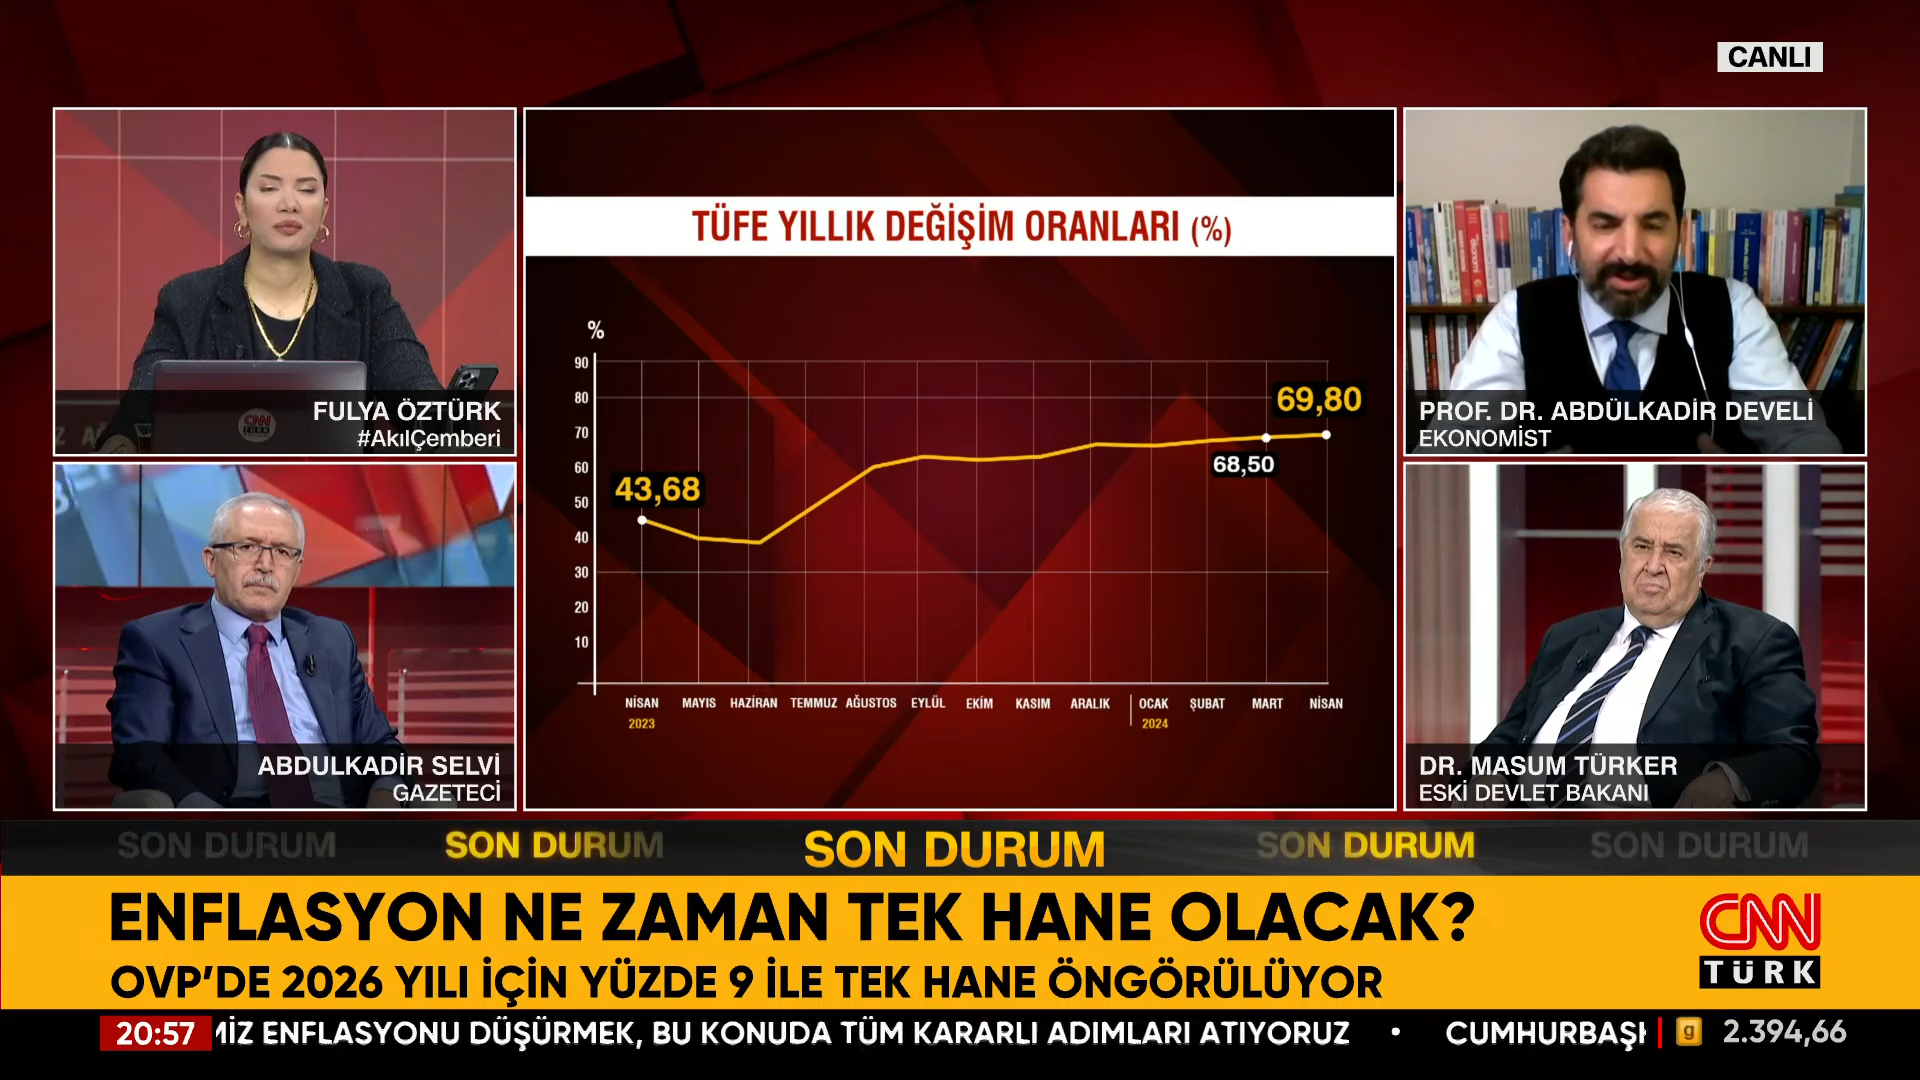 CANLI
FULYA ÖZTÜRK
#AkılÇemberi
CNN
TÜRK
ABDULKADİR SELVİ
GAZETECİ
TÜFE YILLIK DEĞİŞİM ORANLARI (%)
%
90
80
70
60
50
40
30
20
10
43,68
68,50
69,80
NİSAN MAYIS HAZİRAN TEMMUZ AĞUSTOS EYLÜL EKİM KASIM ARALIK OCAK ŞUBAT MART NİSAN
2023 2024
PROF. DR. ABDÜLKADİR DEVELİ
EKONOMİST
DR. MASUM TÜRKER
ESKİ DEVLET BAKANI
SON DURUM SON DURUM SON DURUM SON DURUM SON DURUM
ENFLASYON NE ZAMAN TEK HANE OLACAK?
OVP'DE 2026 YILI İÇİN YÜZDE 9 İLE TEK HANE ÖNGÖRÜLÜYOR
CNN
TÜRK
20:57 MİZ ENFLASYONU DÜŞÜRMEK, BU KONUDA TÜM KARARLI ADIMLARI ATIYORUZ • CUMHURBAŞK g 2.394,66